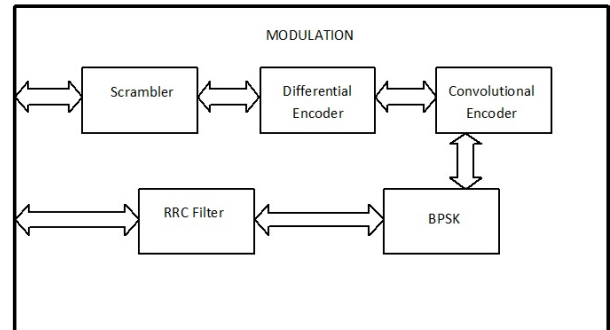 MODULATION
Scrambler
Differential
Encoder
Convolutional
Encoder
RRC Filter
BPSK